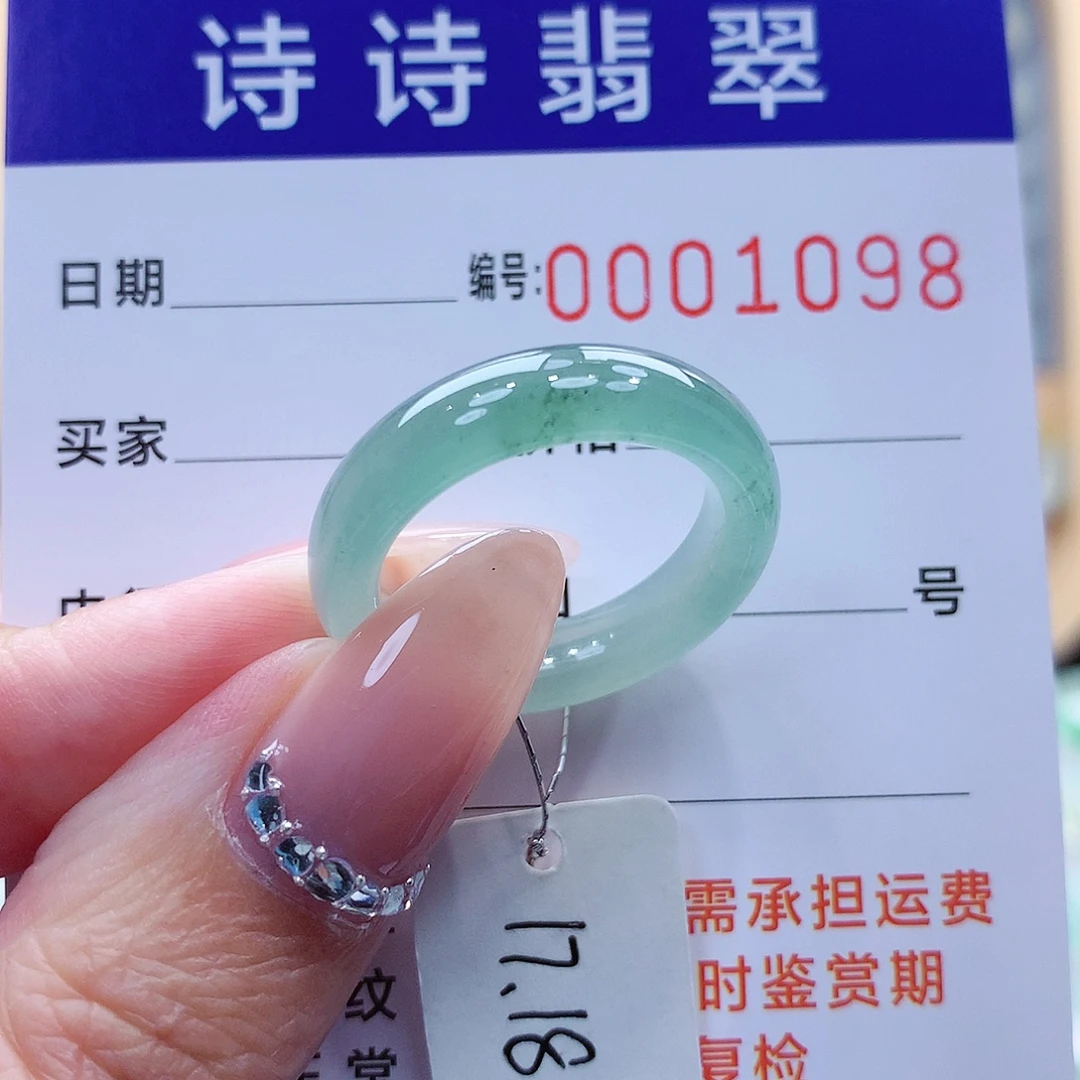 诗诗翡翠
日期 编号:0001098
买家
号
需承担运费
纹 时鉴赏期
常 复检
17.18